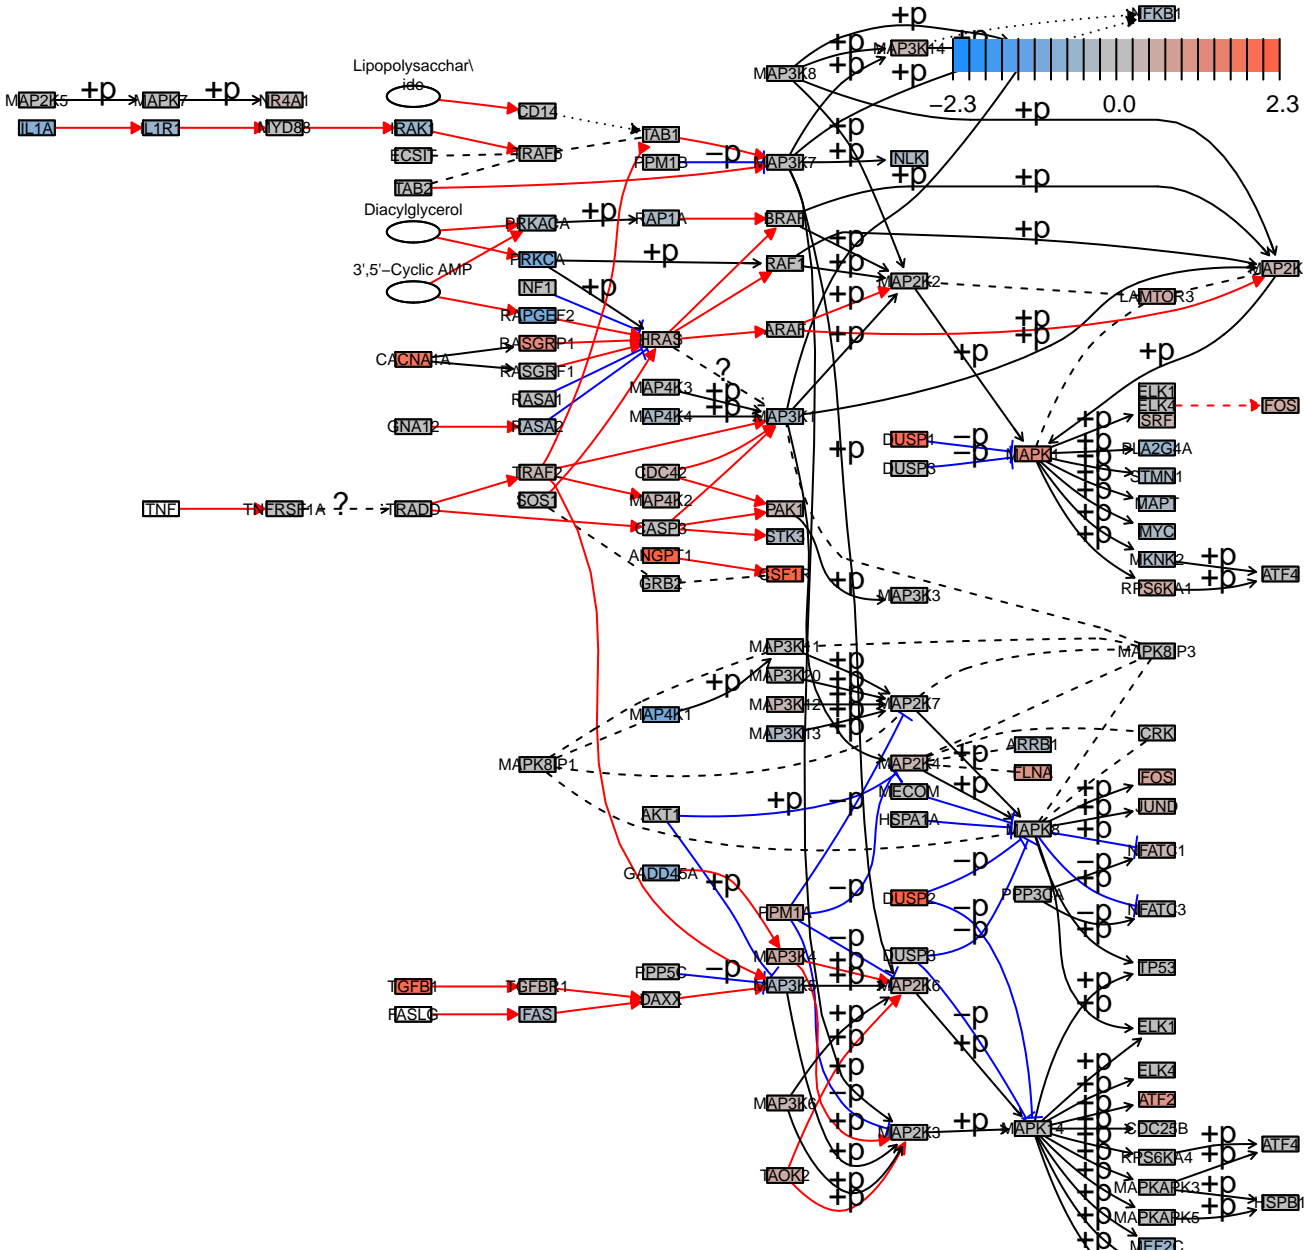 NFKB1
MAP3K14
MAP3K8
−2.3 0.0 2.3
Lipopolysacchar\
ido
MAP2K5 +p MAPK7 +p NR4A1
IL1A IL1R1 MYD88 IRAK1
CD14
TAB1
ECSIT TRAF6
PPM1B −p MAP3K7 +p NLK
TAB2
Diacylglycerol
PRKACA +p RAP1A BRAF
PRKCA +p RAF1
3',5'−Cyclic AMP
NF1 +p
MAP2K2
LAMTOR3
MAP2K
RAPGEF2
RASGRP1 HRAS ARAF
CACNA1A
RASGRF1
?
MAP4K3 +p
RASA1
MAP4K4 +p MAP3K1
GNA12 RASA2
ELK1
ELK4 FOS
SRF
DUSP1 −p
DUSP3 −p
MAPK1
PLA2G4A
STMN1
MAPT
MYC
MKNK2 +p
RPS6KA1 +p
ATF4
TRAF2 CDC42
SOS1 MAP4K2 PAK1
TNF TNFRSF1A ? TRADD
CASP3 STK3
ANGPT1 CSF1R
GRB2
+p MAP3K3
MAP3K11
MAPK8IP3
MAP3K20
MAP4K1 +p MAP3K12 MAP2K7
MAP3K13
CRK
ARRB1
MAPK8IP1
MAP2K4
FLNA FOS
MECOM
JUND
AKT1 +p −p
HSPA1A MAPK8
NFATC1
GADD45A +p
DUSP2 PPP3CA
PPM1A
NFATC3
MAP3K4 DUSP3
TP53
PPP5C −p MAP3K5 MAP2K6
TGFB1 TGFBR1
DAXX
FASLG FAS
ELK1
ELK4
ATF2
MAP3K6
MAP2K3 +p MAPK14
CDC25B
ATF4
RPS6KA4 +p
TAOK2
MAPKAPK3 +p
HSPB1
MAPKAPK5 +p
MEF2C